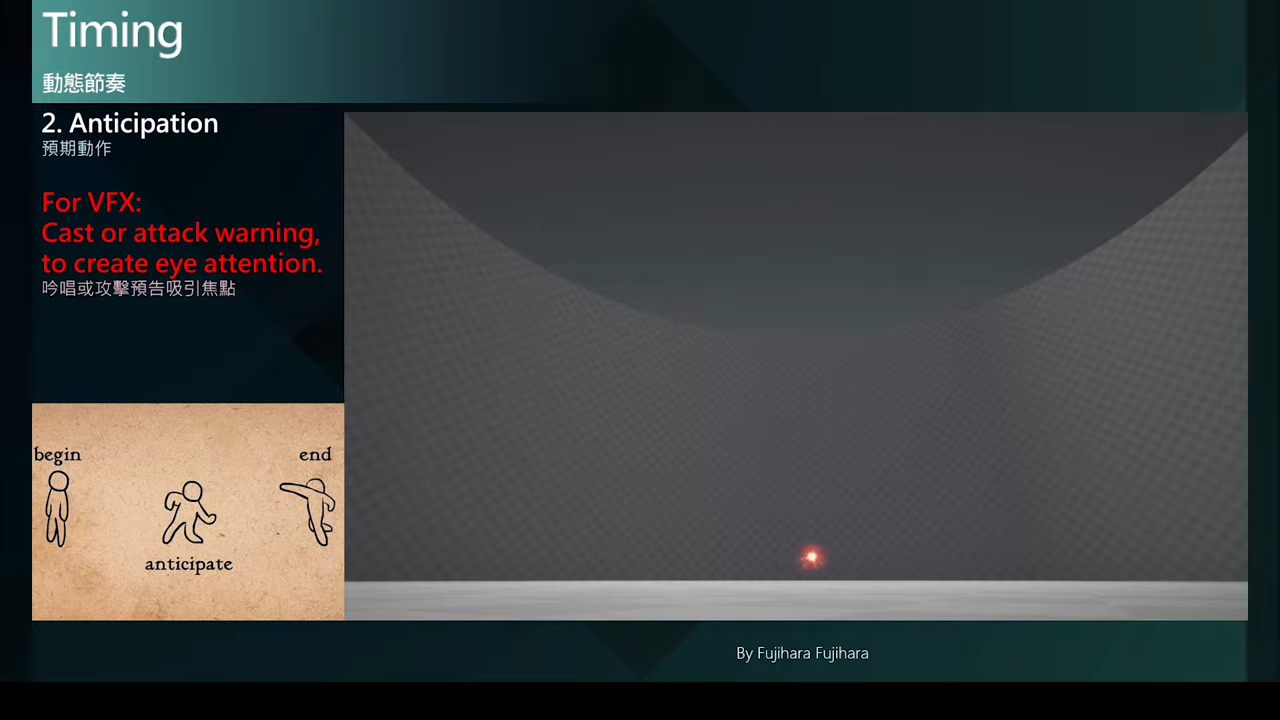 Timing
動態節奏
2. Anticipation
預期動作
For VFX:
Cast or attack warning,
to create eye attention.
吟唱或攻擊預告吸引焦點
begin
end
anticipate
By Fujihara Fujihara